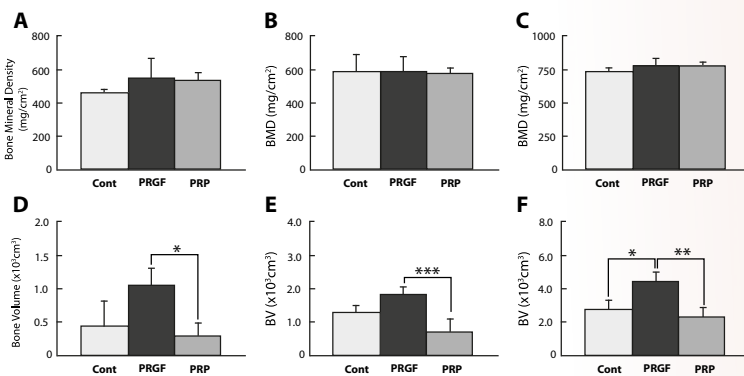 A
Bone Mineral Density
(mg/cm²)
800
600
400
200
0
Cont PRGF PRP
B
BMD (mg/cm²)
800
600
400
200
0
Cont PRGF PRP
C
BMD (mg/cm²)
1000
750
500
250
0
Cont PRGF PRP
D
Bone Volume (x10³cm³)
2.0
1.5
1.0
0.5
0
*
Cont PRGF PRP
E
BV (x10³cm³)
4.0
3.0
2.0
1.0
0
***
Cont PRGF PRP
F
BV (x10³cm³)
8.0
6.0
4.0
2.0
0
* **
Cont PRGF PRP